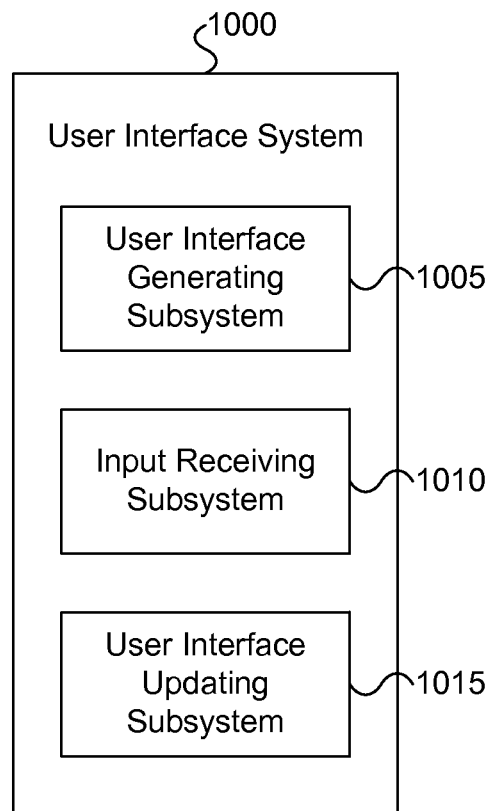 1000
User Interface System
User Interface
Generating
Subsystem
1005
Input Receiving
Subsystem
1010
User Interface
Updating
Subsystem
1015